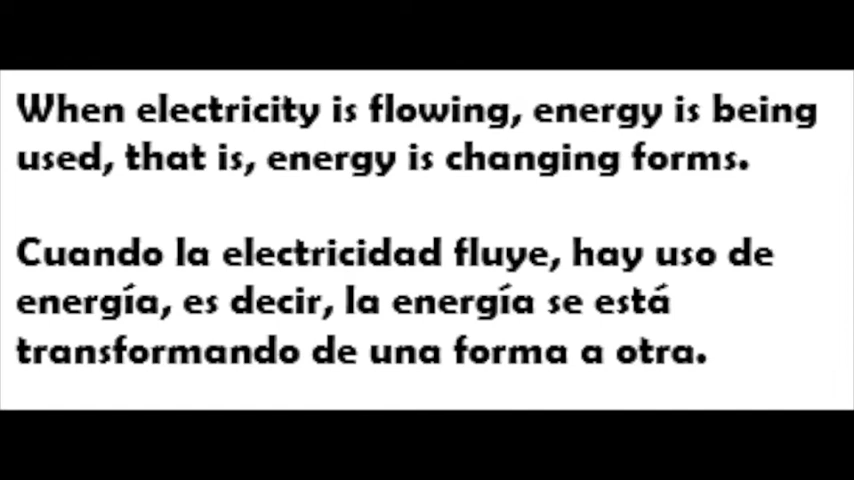 When electricity is flowing, energy is being
used, that is, energy is changing forms.
Cuando la electricidad fluye, hay uso de
energía, es decir, la energía se está
transformando de una forma a otra.